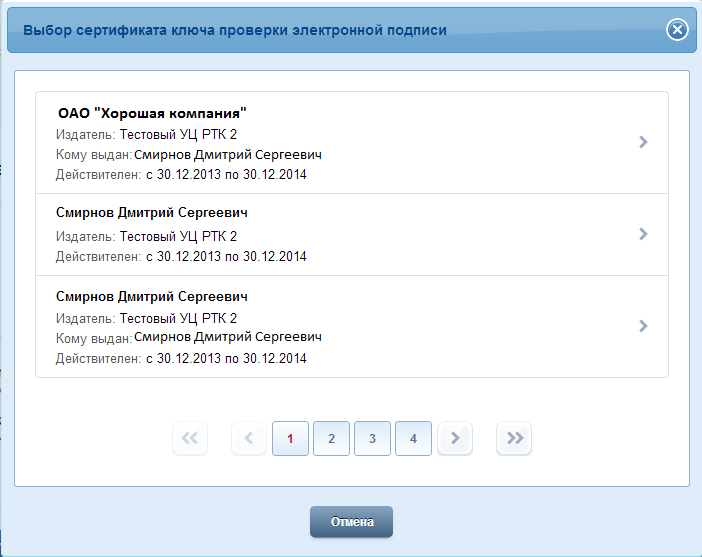 Выбор сертификата ключа проверки электронной подписи
ОАО "Хорошая компания"
Издатель: Тестовый УЦ РТК 2
Кому выдан:Смирнов Дмитрий Сергеевич
Действителен: с 30.12.2013 по 30.12.2014
Смирнов Дмитрий Сергеевич
Издатель: Тестовый УЦ РТК 2
Действителен: с 30.12.2013 по 30.12.2014
Смирнов Дмитрий Сергеевич
Издатель: Тестовый УЦ РТК 2
Кому выдан:Смирнов Дмитрий Сергеевич
Действителен: с 30.12.2013 по 30.12.2014
1 2 3 4
Отмена